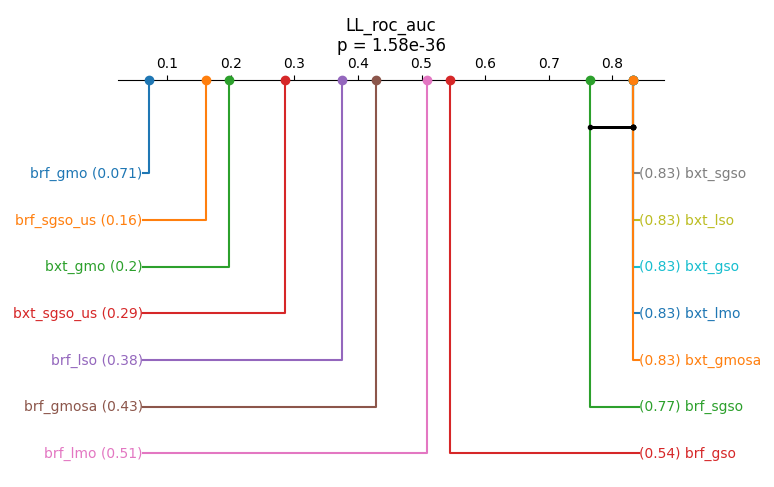 LL_roc_auc
p = 1.58e-36
0.1 0.2 0.3 0.4 0.5 0.6 0.7 0.8
brf_gmo (0.071) (0.83) bxt_sgso
brf_sgso_us (0.16) (0.83) bxt_lso
bxt_gmo (0.2) (0.83) bxt_gso
bxt_sgso_us (0.29) (0.83) bxt_lmo
brf_lso (0.38) (0.83) bxt_gmosa
brf_gmosa (0.43) (0.77) brf_sgso
brf_lmo (0.51) (0.54) brf_gso